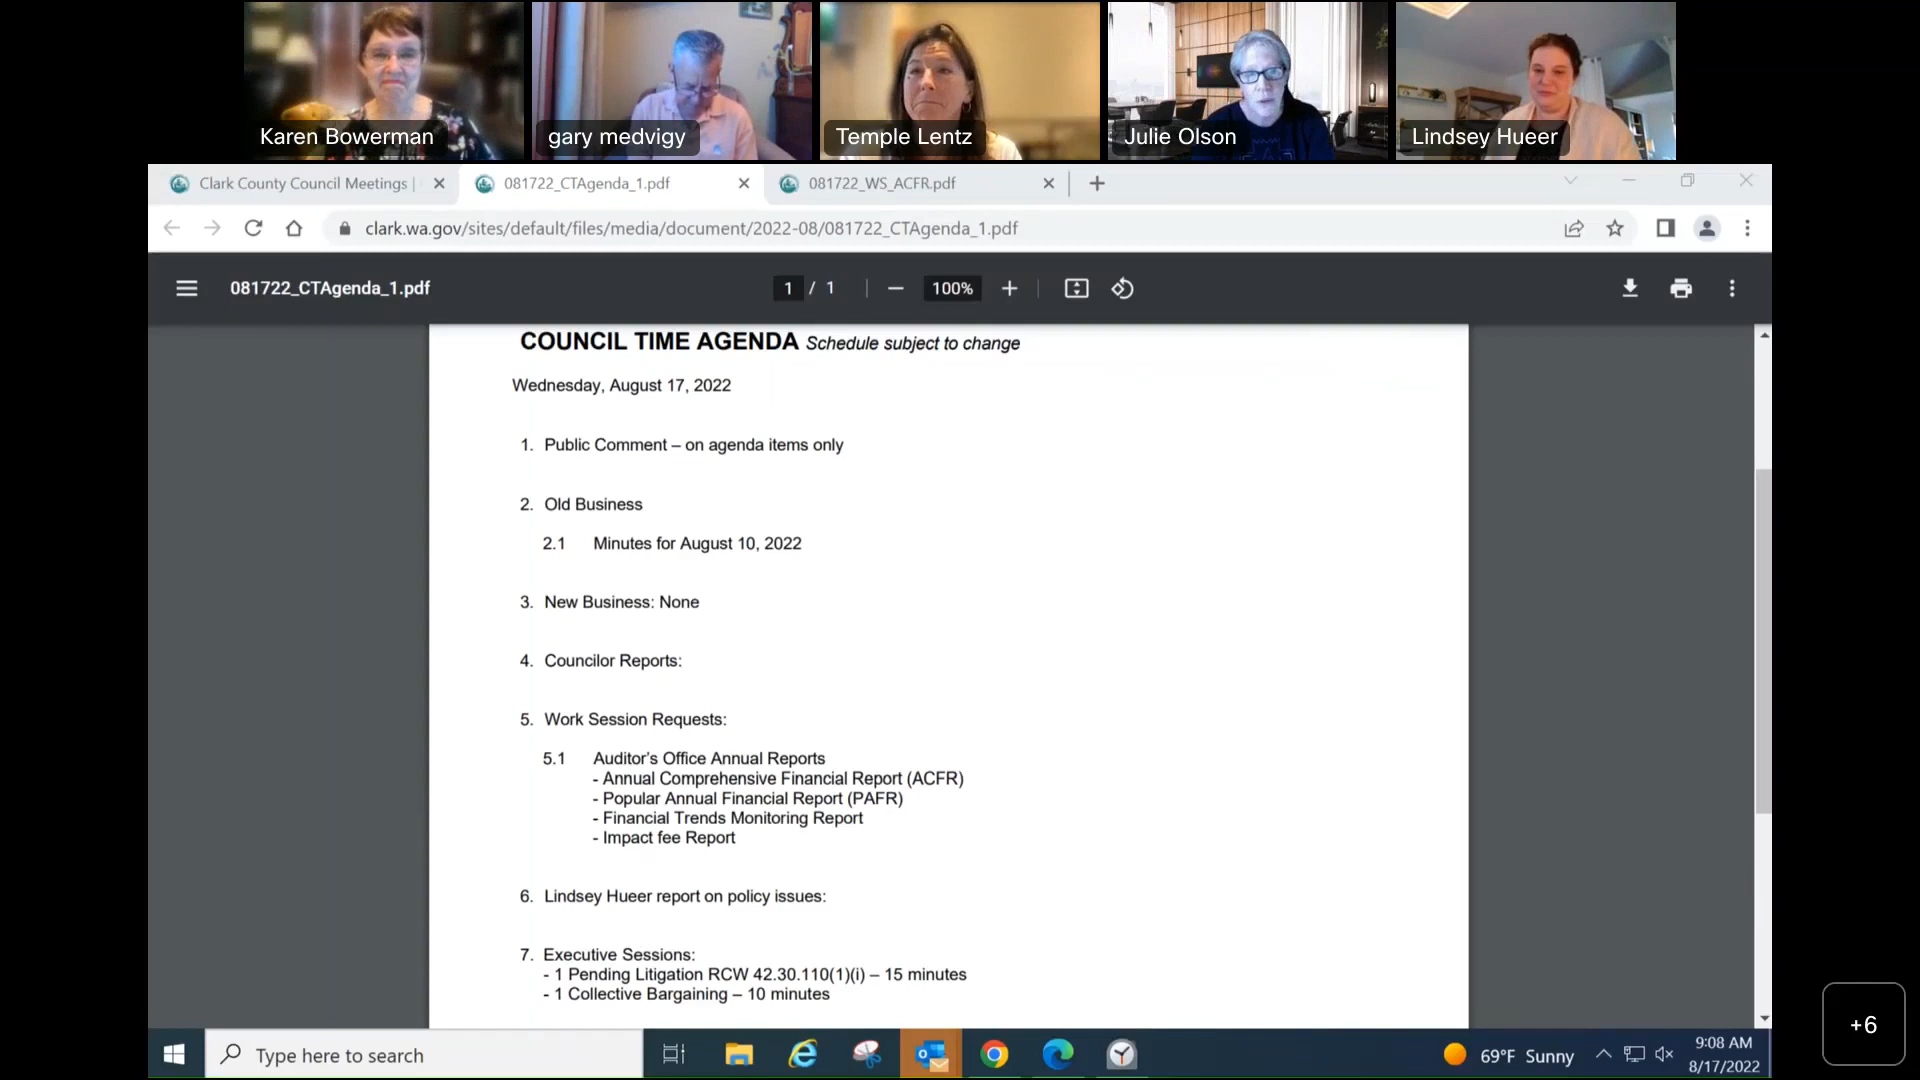 Karen Bowerman
gary medvigy
Temple Lentz
Julie Olson
Lindsey Hueer
Clark County Council Meetings |
081722_CTAgenda_1.pdf
081722_WS_ACFR.pdf
clark.wa.gov/sites/default/files/media/document/2022-08/081722_CTAgenda_1.pdf
081722_CTAgenda_1.pdf
1 / 1
100%
COUNCIL TIME AGENDA Schedule subject to change
Wednesday, August 17, 2022
1. Public Comment – on agenda items only
2. Old Business
2.1 Minutes for August 10, 2022
3. New Business: None
4. Councilor Reports:
5. Work Session Requests:
5.1 Auditor’s Office Annual Reports
- Annual Comprehensive Financial Report (ACFR)
- Popular Annual Financial Report (PAFR)
- Financial Trends Monitoring Report
- Impact fee Report
6. Lindsey Hueer report on policy issues:
7. Executive Sessions:
- 1 Pending Litigation RCW 42.30.110(1)(i) – 15 minutes
- 1 Collective Bargaining – 10 minutes
+6
Type here to search
69°F Sunny
9:08 AM
8/17/2022